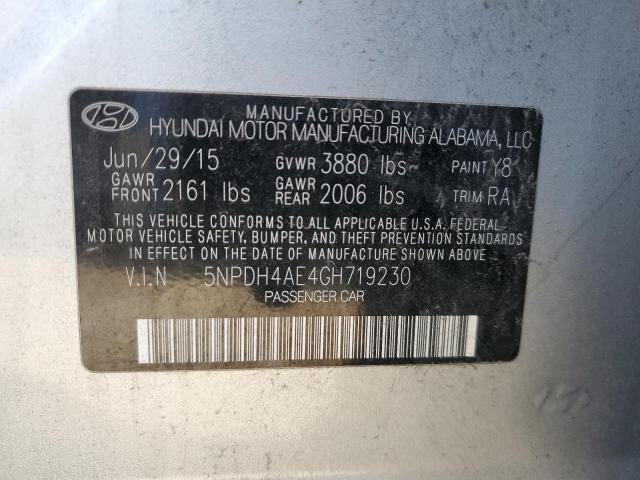 MANUFACTURED BY
HYUNDAI MOTOR MANUFACTURING ALABAMA, LLC
Jun/29/15 GVWR 3880 lbs PAINT Y8
GAWR FRONT 2161 lbs GAWR REAR 2006 lbs TRIM RA
THIS VEHICLE CONFORMS TO ALL APPLICABLE U.S.A. FEDERAL
MOTOR VEHICLE SAFETY, BUMPER, AND THEFT PREVENTION STANDARDS
IN EFFECT ON THE DATE OF MANUFACTURE SHOWN ABOVE.
V.I.N 5NPDH4AE4GH719230
PASSENGER CAR